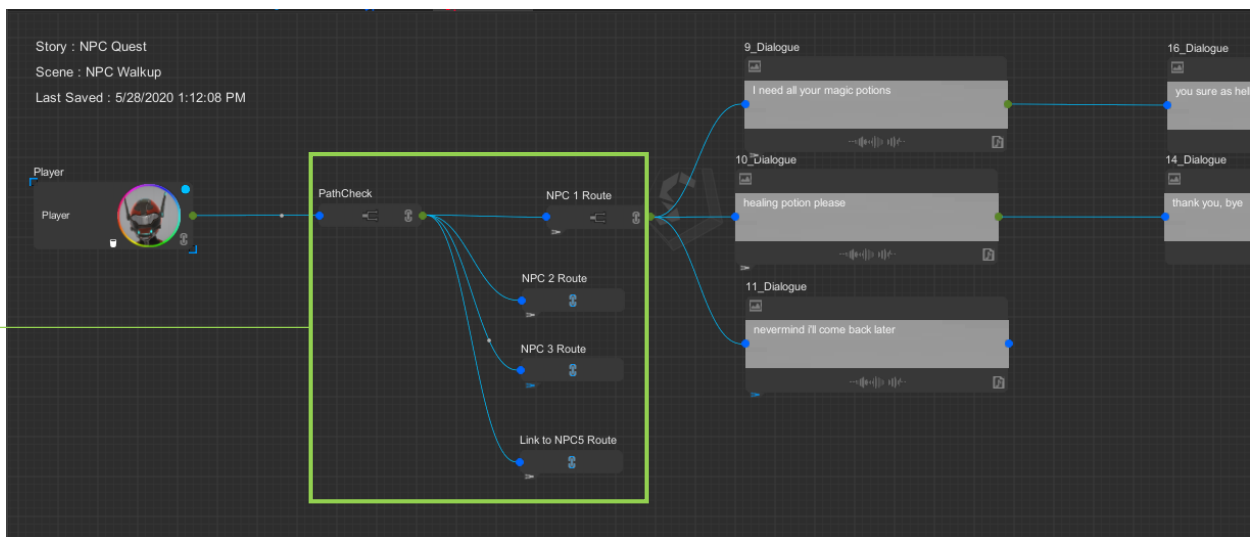 Story : NPC Quest
Scene : NPC Walkup
Last Saved : 5/28/2020 1:12:08 PM
Player
Player
PathCheck
NPC 1 Route
NPC 2 Route
NPC 3 Route
Link to NPC5 Route
9_Dialogue
I need all your magic potions
10_Dialogue
healing potion please
11_Dialogue
nevermind i'll come back later
16_Dialogue
you sure as hel
14_Dialogue
thank you, bye